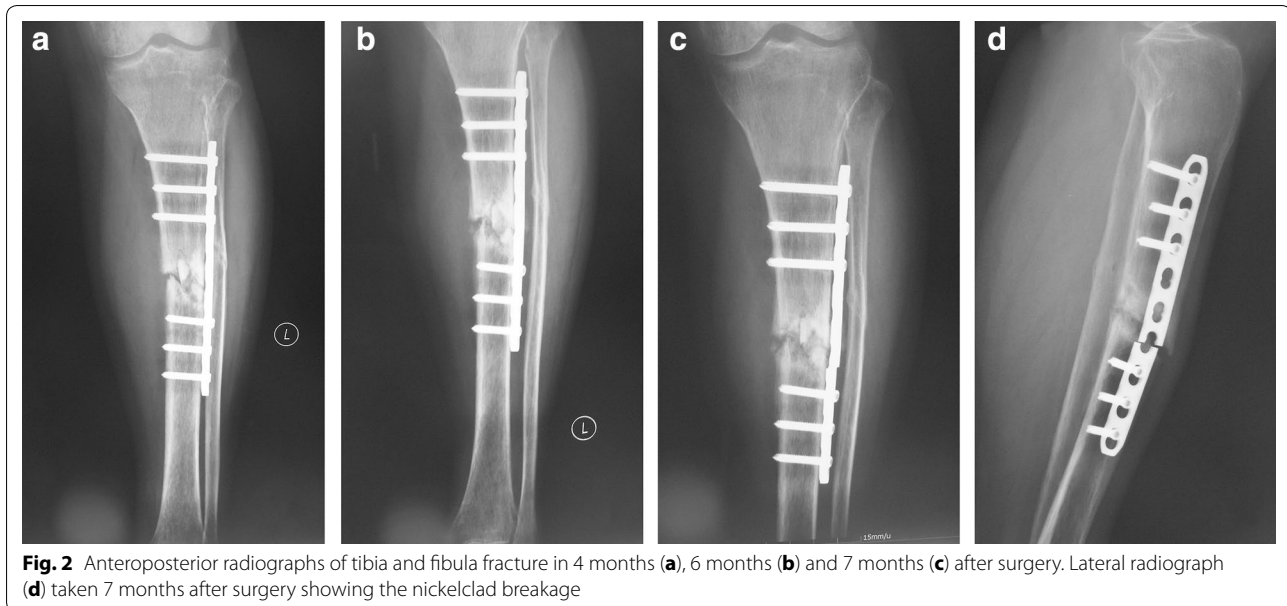 a
b
c
d
L
L
15mm/u
Fig. 2 Anteroposterior radiographs of tibia and fibula fracture in 4 months (a), 6 months (b) and 7 months (c) after surgery. Lateral radiograph
(d) taken 7 months after surgery showing the nickelclad breakage